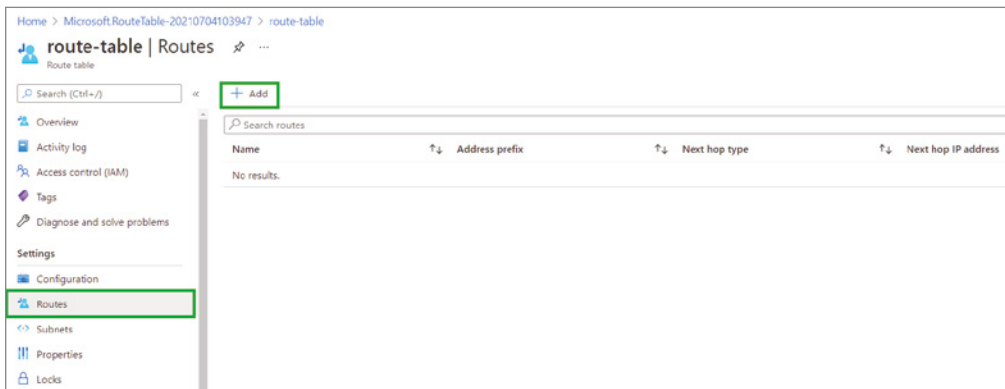 Home > Microsoft.RouteTable-20210704103947 > route-table
route-table | Routes
Route table
Search (Ctrl+/)
Overview
Activity log
Access control (IAM)
Tags
Diagnose and solve problems
Settings
Configuration
Routes
Subnets
Properties
Locks
Add
Search routes
Name Address prefix Next hop type Next hop IP address
No results.